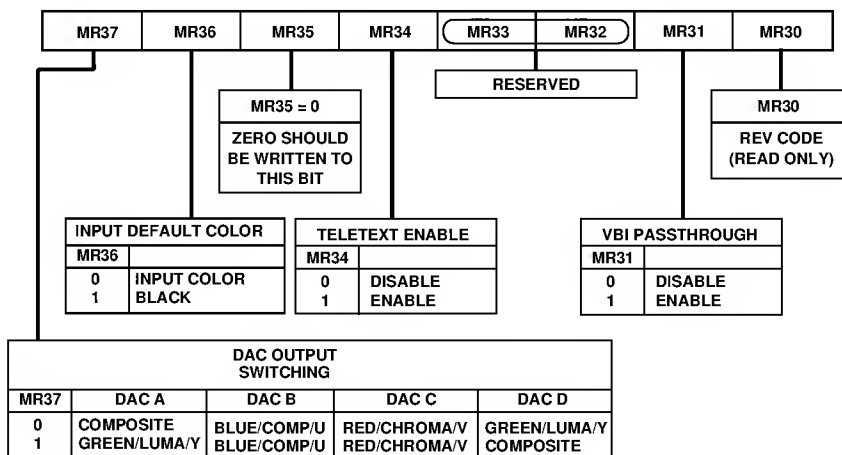 MR37 MR36 MR35 MR34 MR33 MR32 MR31 MR30
RESERVED
MR35 = 0
ZERO SHOULD
BE WRITTEN TO
THIS BIT
MR30
REV CODE
(READ ONLY)
INPUT DEFAULT COLOR
MR36
0 INPUT COLOR
1 BLACK
TELETEXT ENABLE
MR34
0 DISABLE
1 ENABLE
VBI PASSTHROUGH
MR31
0 DISABLE
1 ENABLE
DAC OUTPUT
SWITCHING
MR37 DAC A DAC B DAC C DAC D
0 COMPOSITE BLUE/COMP/U RED/CHROMA/V GREEN/LUMA/Y
1 GREEN/LUMA/Y BLUE/COMP/U RED/CHROMA/V COMPOSITE